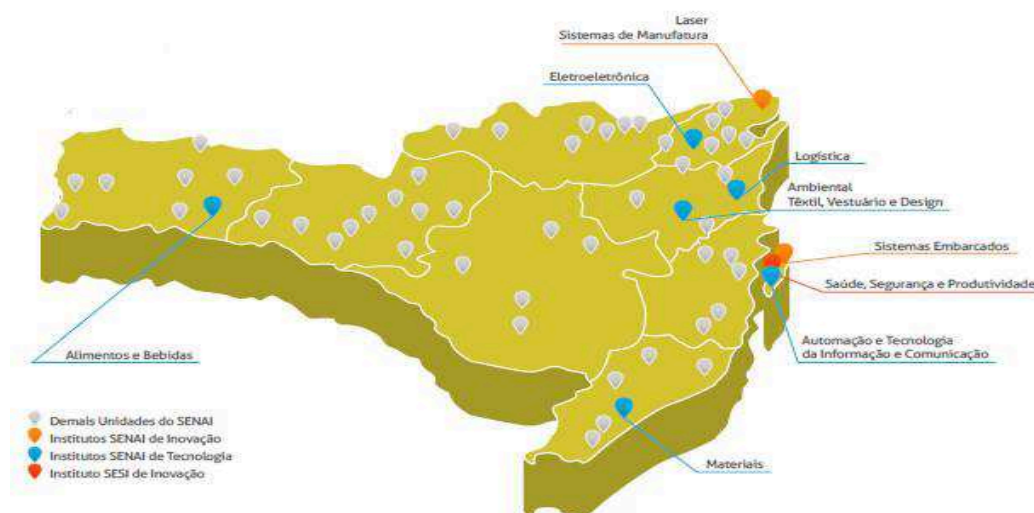 Laser
Sistemas de Manufatura
Eletroeletrônica
Logística
Ambiental
Têxtil, Vestuário e Design
Sistemas Embarcados
Saúde, Segurança e Produtividade
Automação e Tecnologia
da Informação e Comunicação
Alimentos e Bebidas
Materiais
Demais Unidades do SENAI
Institutos SENAI de Inovação
Institutos SENAI de Tecnologia
Instituto SESI de Inovação